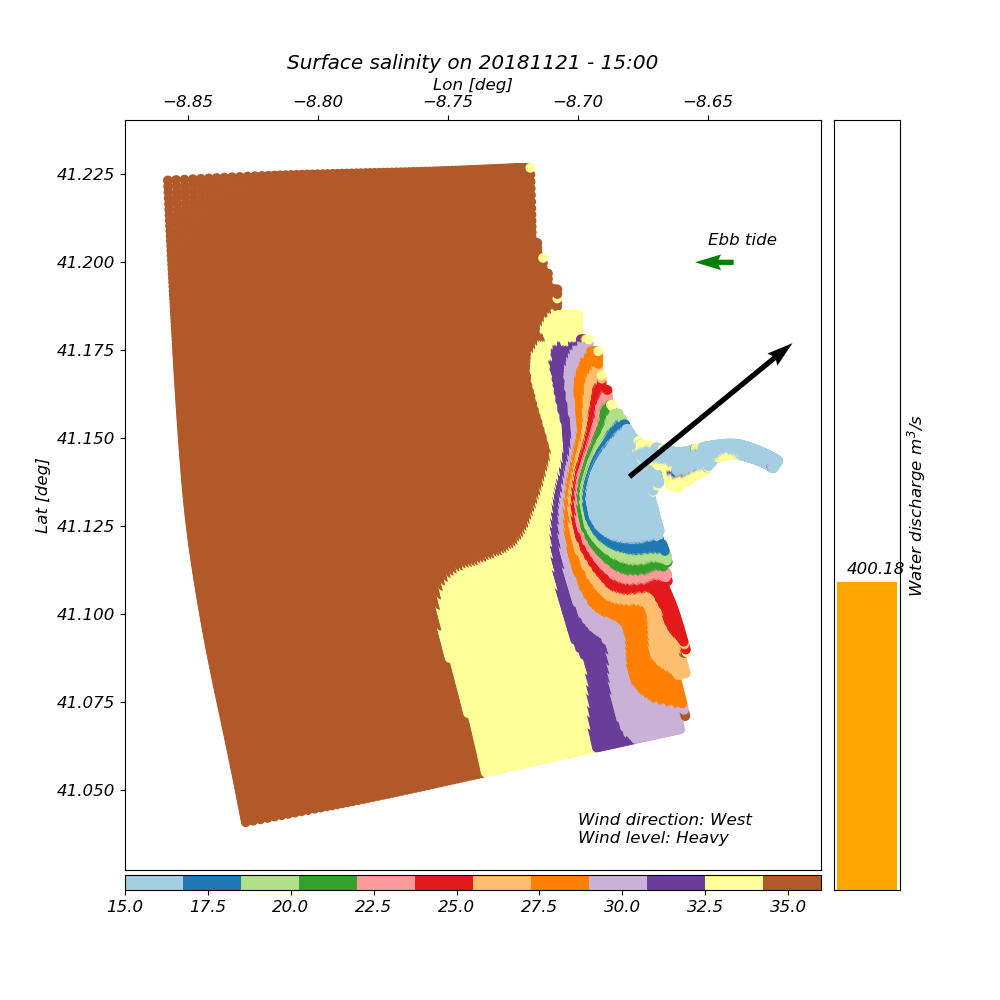 Surface salinity on 20181121 - 15:00
Lon [deg]
−8.85 −8.80 −8.75 −8.70 −8.65
41.225
Ebb tide
41.200
41.175
41.150
41.125
41.100
41.075
41.050
Lat [deg]
Water discharge m³/s
400.18
Wind direction: West
Wind level: Heavy
15.0 17.5 20.0 22.5 25.0 27.5 30.0 32.5 35.0